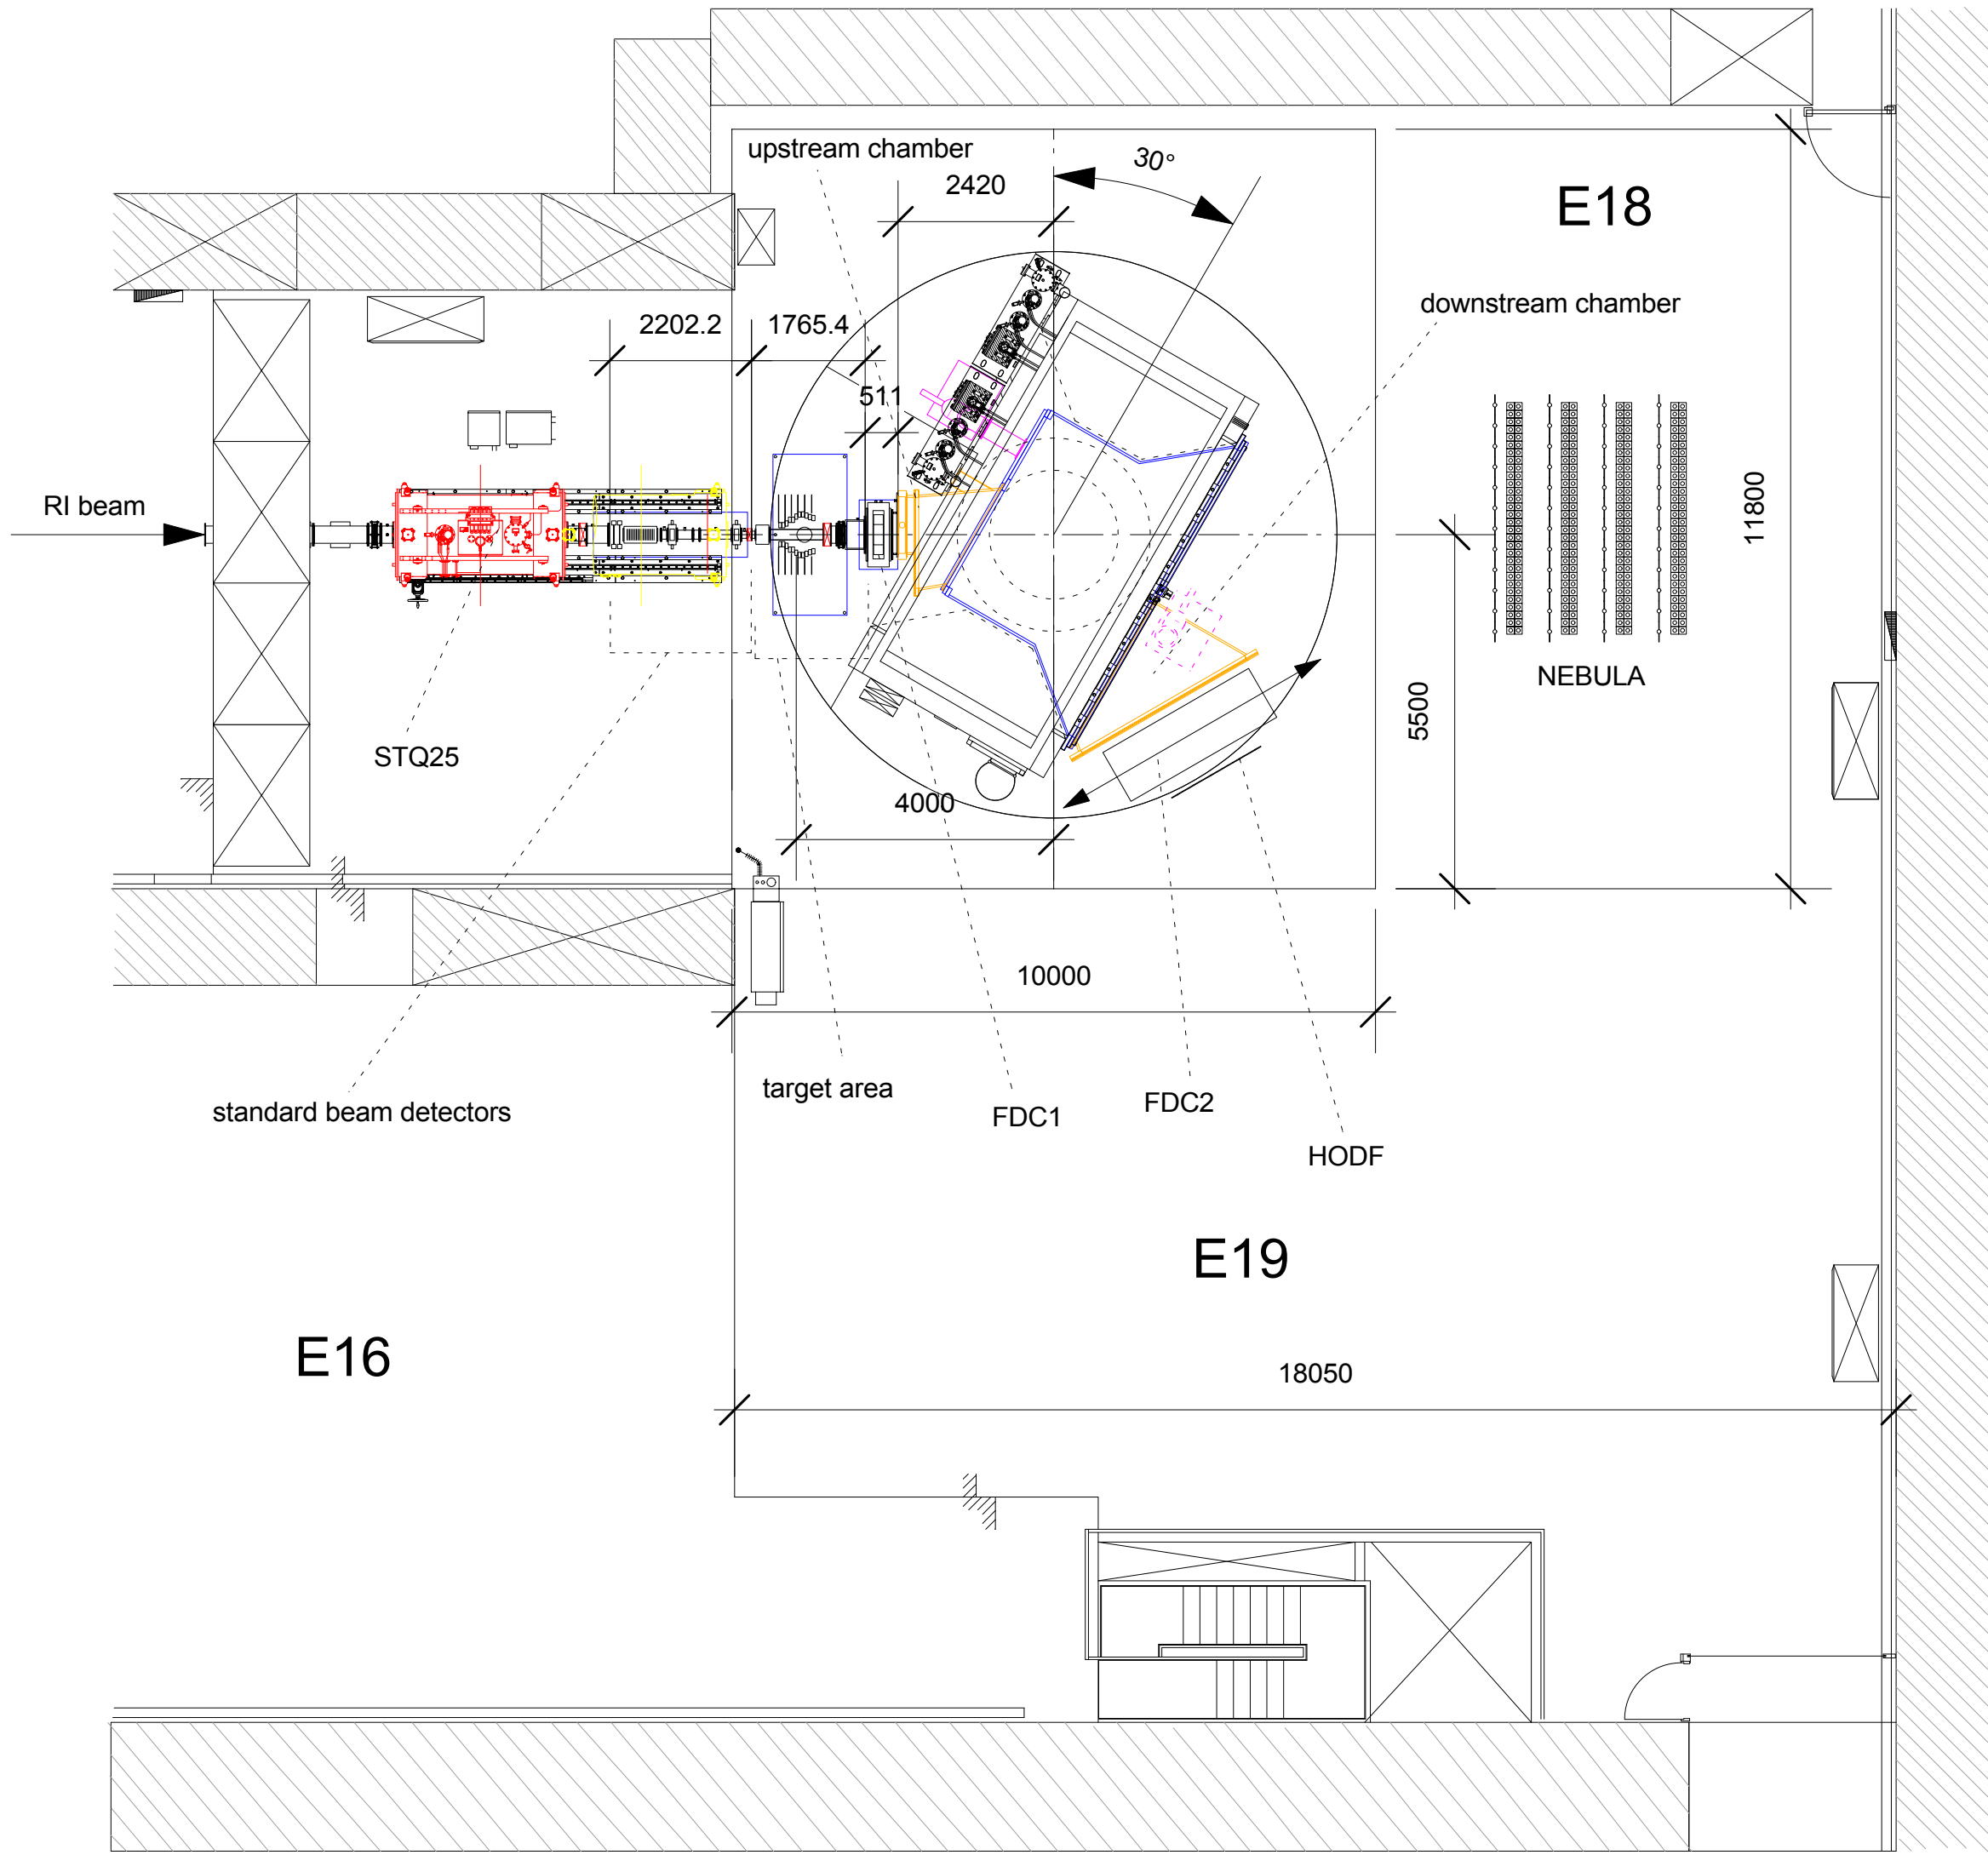 upstream chamber
30°
2420
E18
downstream chamber
2202.2
1765.4
511
RI beam
11800
NEBULA
5500
STQ25
4000
10000
target area
standard beam detectors
FDC1
FDC2
HODF
E19
E16
18050